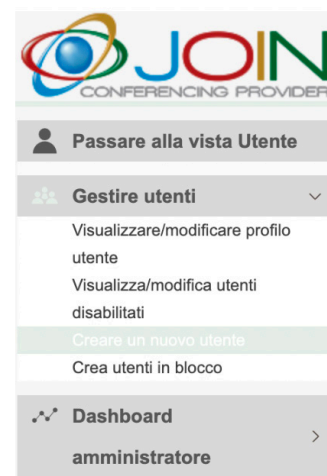 JOIN
CONFERENCING PROVIDER
Passare alla vista Utente
Gestire utenti
Visualizzare/modificare profilo
utente
Visualizza/modifica utenti
disabilitati
Creare un nuovo utente
Crea utenti in blocco
Dashboard
amministratore